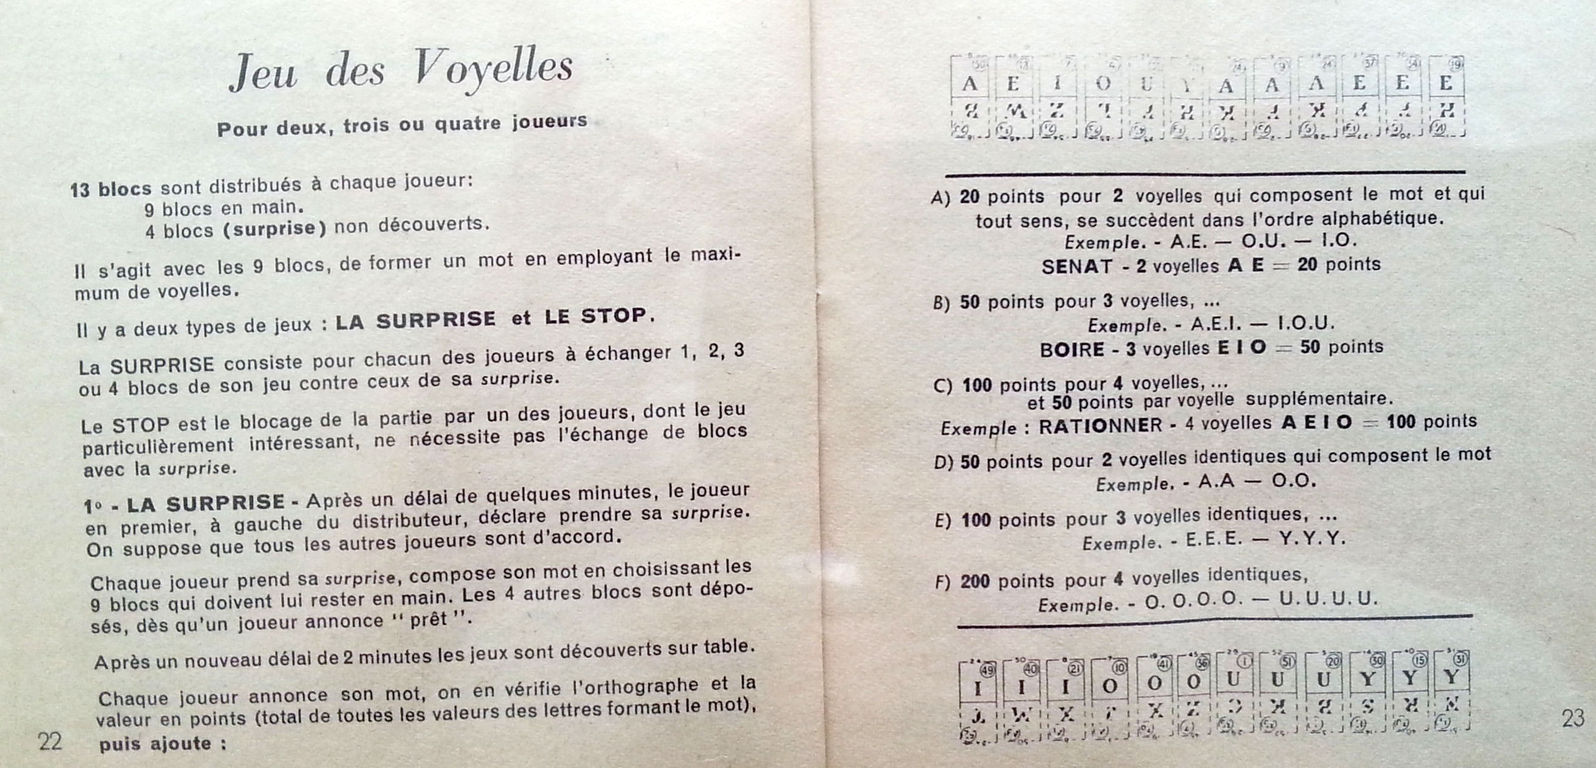 Jeu des Voyelles
Pour deux, trois ou quatre joueurs
13 blocs sont distribués à chaque joueur:
9 blocs en main.
4 blocs (surprise) non découverts.
Il s'agit avec les 9 blocs, de former un mot en employant le maxi-
mum de voyelles.
Il y a deux types de jeux : LA SURPRISE et LE STOP.
La SURPRISE consiste pour chacun des joueurs à échanger 1, 2, 3
ou 4 blocs de son jeu contre ceux de sa surprise.
Le STOP est le blocage de la partie par un des joueurs, dont le jeu
particulièrement intéressant, ne nécessite pas l'échange de blocs
avec la surprise.
1° - LA SURPRISE - Après un délai de quelques minutes, le joueur
en premier, à gauche du distributeur, déclare prendre sa surprise.
On suppose que tous les autres joueurs sont d'accord.
Chaque joueur prend sa surprise, compose son mot en choisissant les
9 blocs qui doivent lui rester en main. Les 4 autres blocs sont dépo-
sés, dès qu'un joueur annonce " prêt ".
Après un nouveau délai de 2 minutes les jeux sont découverts sur table.
Chaque joueur annonce son mot, on en vérifie l'orthographe et la
valeur en points (total de toutes les valeurs des lettres formant le mot),
puis ajoute :
22
A E I O U Y A A A E E E
A) 20 points pour 2 voyelles qui composent le mot et qui
tout sens, se succèdent dans l'ordre alphabétique.
Exemple. - A.E. — O.U. — I.O.
SENAT - 2 voyelles A E = 20 points
B) 50 points pour 3 voyelles, ...
Exemple. - A.E.I. — I.O.U.
BOIRE - 3 voyelles E I O = 50 points
C) 100 points pour 4 voyelles, ...
et 50 points par voyelle supplémentaire.
Exemple : RATIONNER - 4 voyelles A E I O = 100 points
D) 50 points pour 2 voyelles identiques qui composent le mot
Exemple. - A.A — O.O.
E) 100 points pour 3 voyelles identiques, ...
Exemple. - E.E.E. — Y.Y.Y.
F) 200 points pour 4 voyelles identiques,
Exemple. - O. O. O. O. — U. U. U. U.
49 40 21 10 41 36 1 51 20 30 15 31
I I I O O O U U U Y Y Y
23